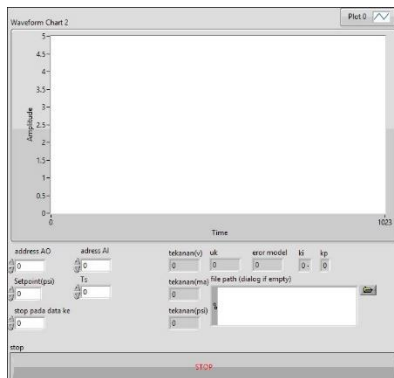 Waveform Chart 2
Plot 0
5
4.5
4
3.5
3
2.5
2
1.5
1
0.5
0
Amplitude
0
1023
Time
address AO
adress AI
tekanan(v)
uk
eror model
ki
kp
0
0
0
0
0
0
0
Setpoint(psi)
Ts
tekanan(ma)
file path (dialog if empty)
0
0
0
stop pada data ke
tekanan(psi)
0
0
stop
STOP